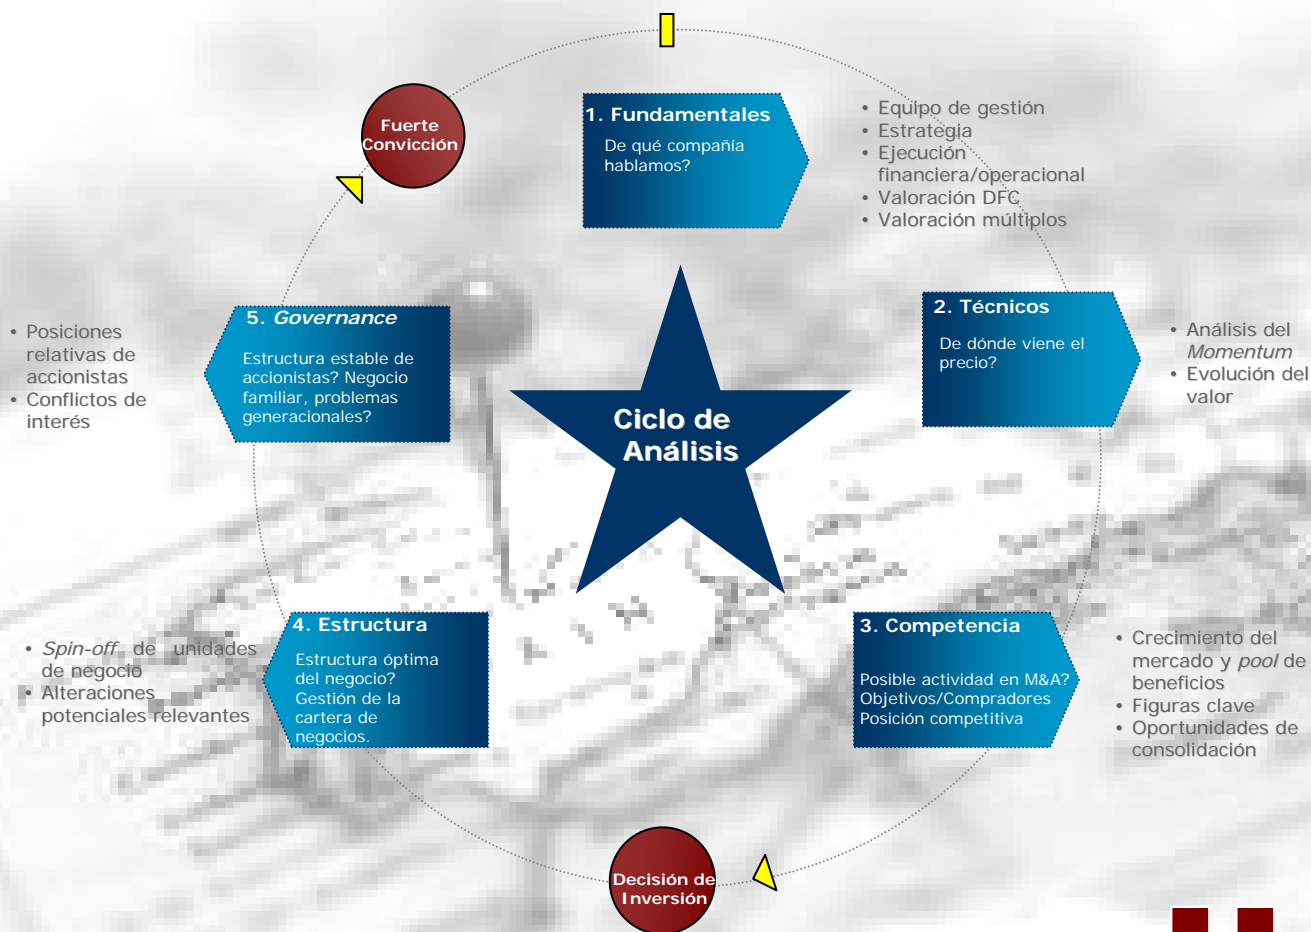 Fuerte
Convicción
1. Fundamentales
De qué compañía
hablamos?
• Equipo de gestión
• Estrategia
• Ejecución
financiera/operacional
• Valoración DFC
• Valoración múltiplos
2. Técnicos
De dónde viene el
precio?
• Análisis del
Momentum
• Evolución del
valor
5. Governance
Estructura estable de
accionistas? Negocio
familiar, problemas
generacionales?
• Posiciones
relativas de
accionistas
• Conflictos de
interés
Ciclo de
Análisis
4. Estructura
Estructura óptima
del negocio?
Gestión de la
cartera de
negocios.
• Spin-off de unidades
de negocio
• Alteraciones
potenciales relevantes
3. Competencia
Posible actividad en M&A?
Objetivos/Compradores
Posición competitiva
• Crecimiento del
mercado y pool de
beneficios
• Figuras clave
• Oportunidades de
consolidación
Decisión de
Inversión